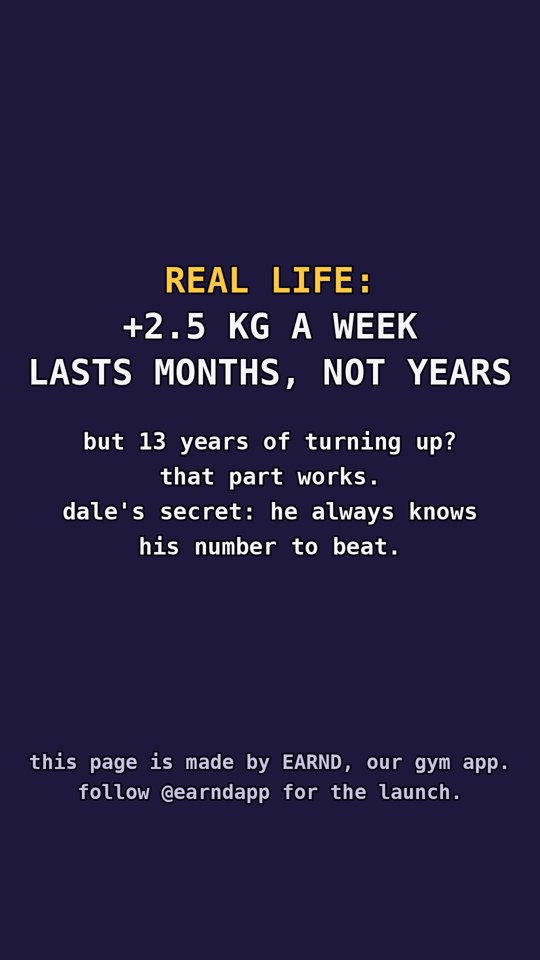 REAL LIFE:
+2.5 KG A WEEK
LASTS MONTHS, NOT YEARS
but 13 years of turning up?
that part works.
dale's secret: he always knows
his number to beat.
this page is made by EARND, our gym app.
follow @earndapp for the launch.